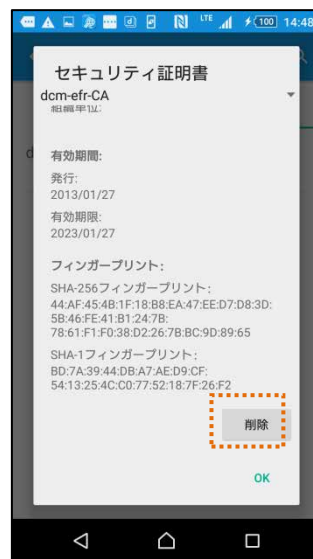 LTE 100 14:48
セキュリティ証明書
dcm-efr-CA
組織単位:
有効期間:
発行:
2013/01/27
有効期限:
2023/01/27
フィンガープリント:
SHA-256フィンガープリント:
44:AF:45:4B:1F:18:B8:EA:47:EE:D7:D8:3D:
5B:46:FE:41:B1:24:7B:
78:61:F1:F0:38:D2:26:7B:BC:9D:89:65
SHA-1フィンガープリント:
BD:7A:39:44:DB:A7:AE:D9:CF:
54:13:25:4C:C0:77:52:18:7F:26:F2
削除
OK